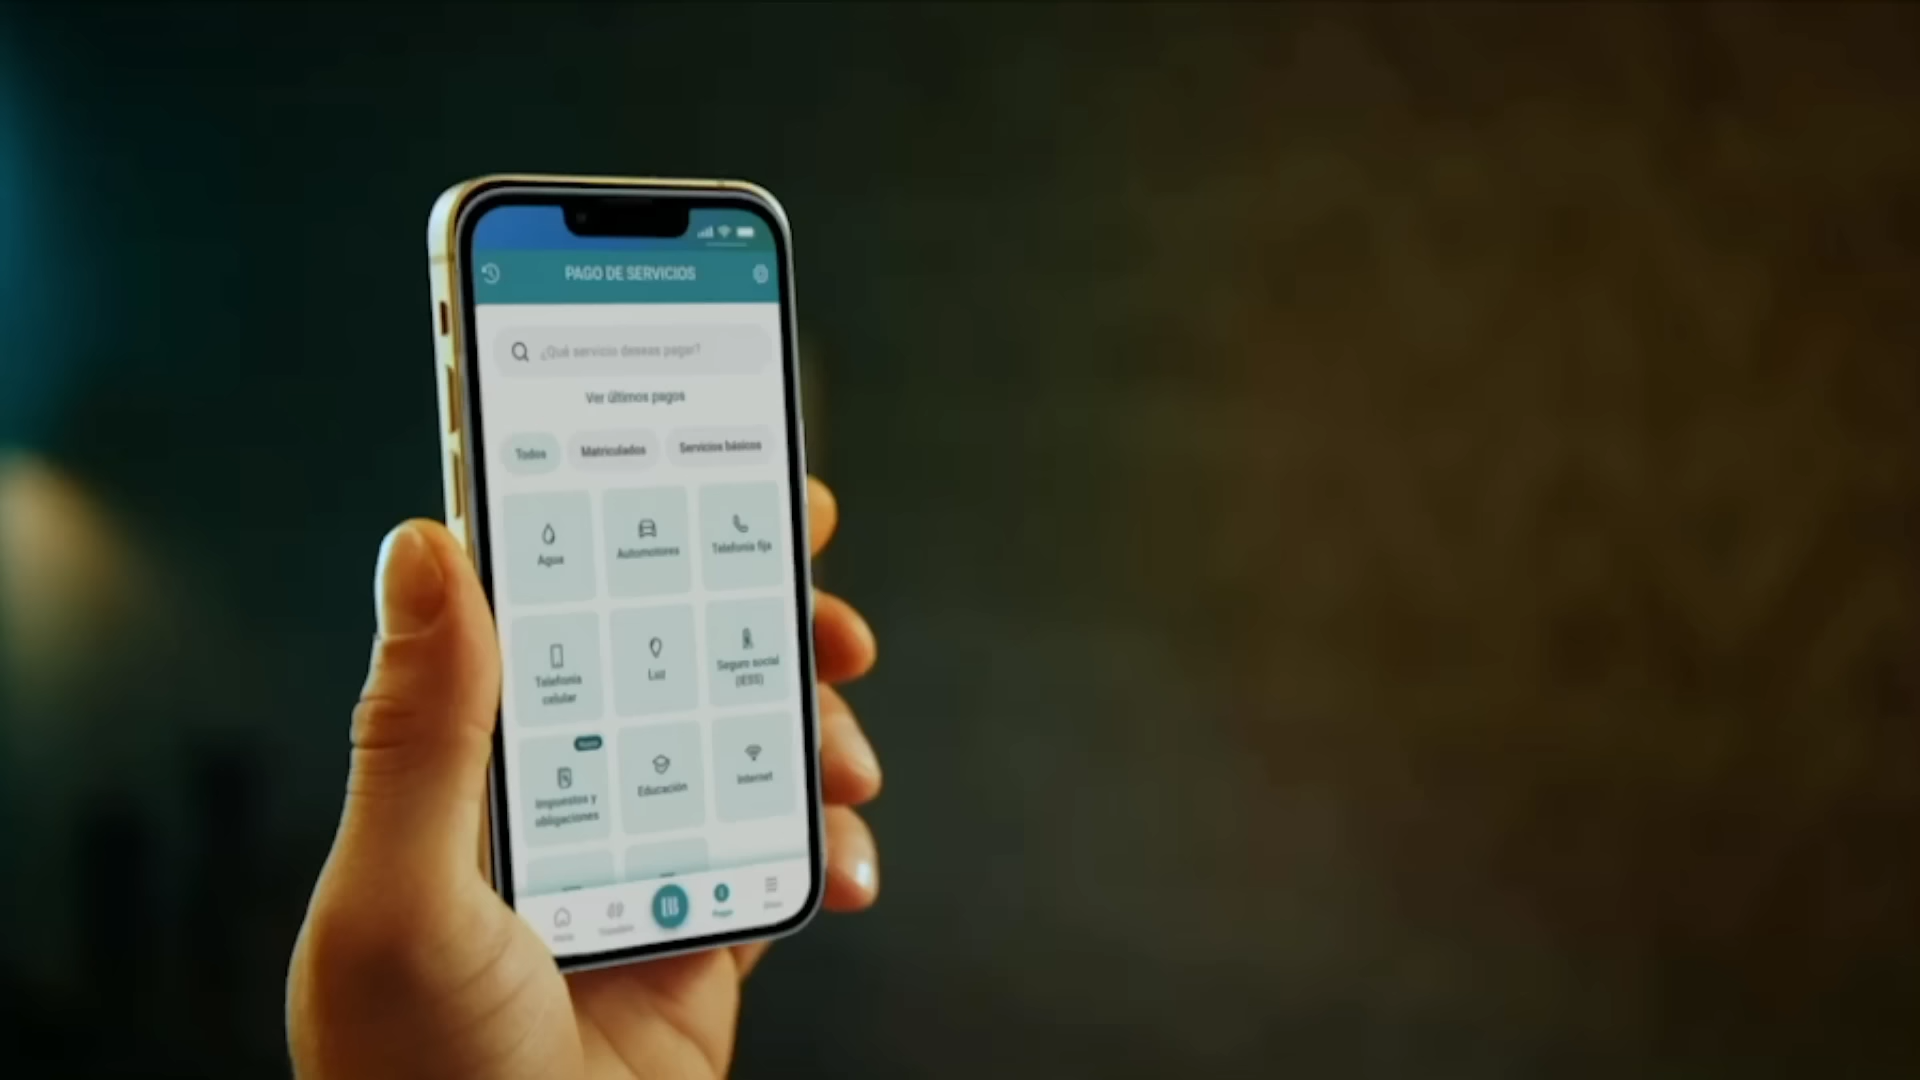 PAGO DE SERVICIOS
¿Qué servicio deseas pagar?
Ver últimos pagos
Todos
Matriculados
Servicios básicos
Agua
Automotores
Telefonía fija
Telefonía
celular
Luz
Seguro social
(IESS)
Impuestos y
obligaciones
Educación
Internet
Pagar